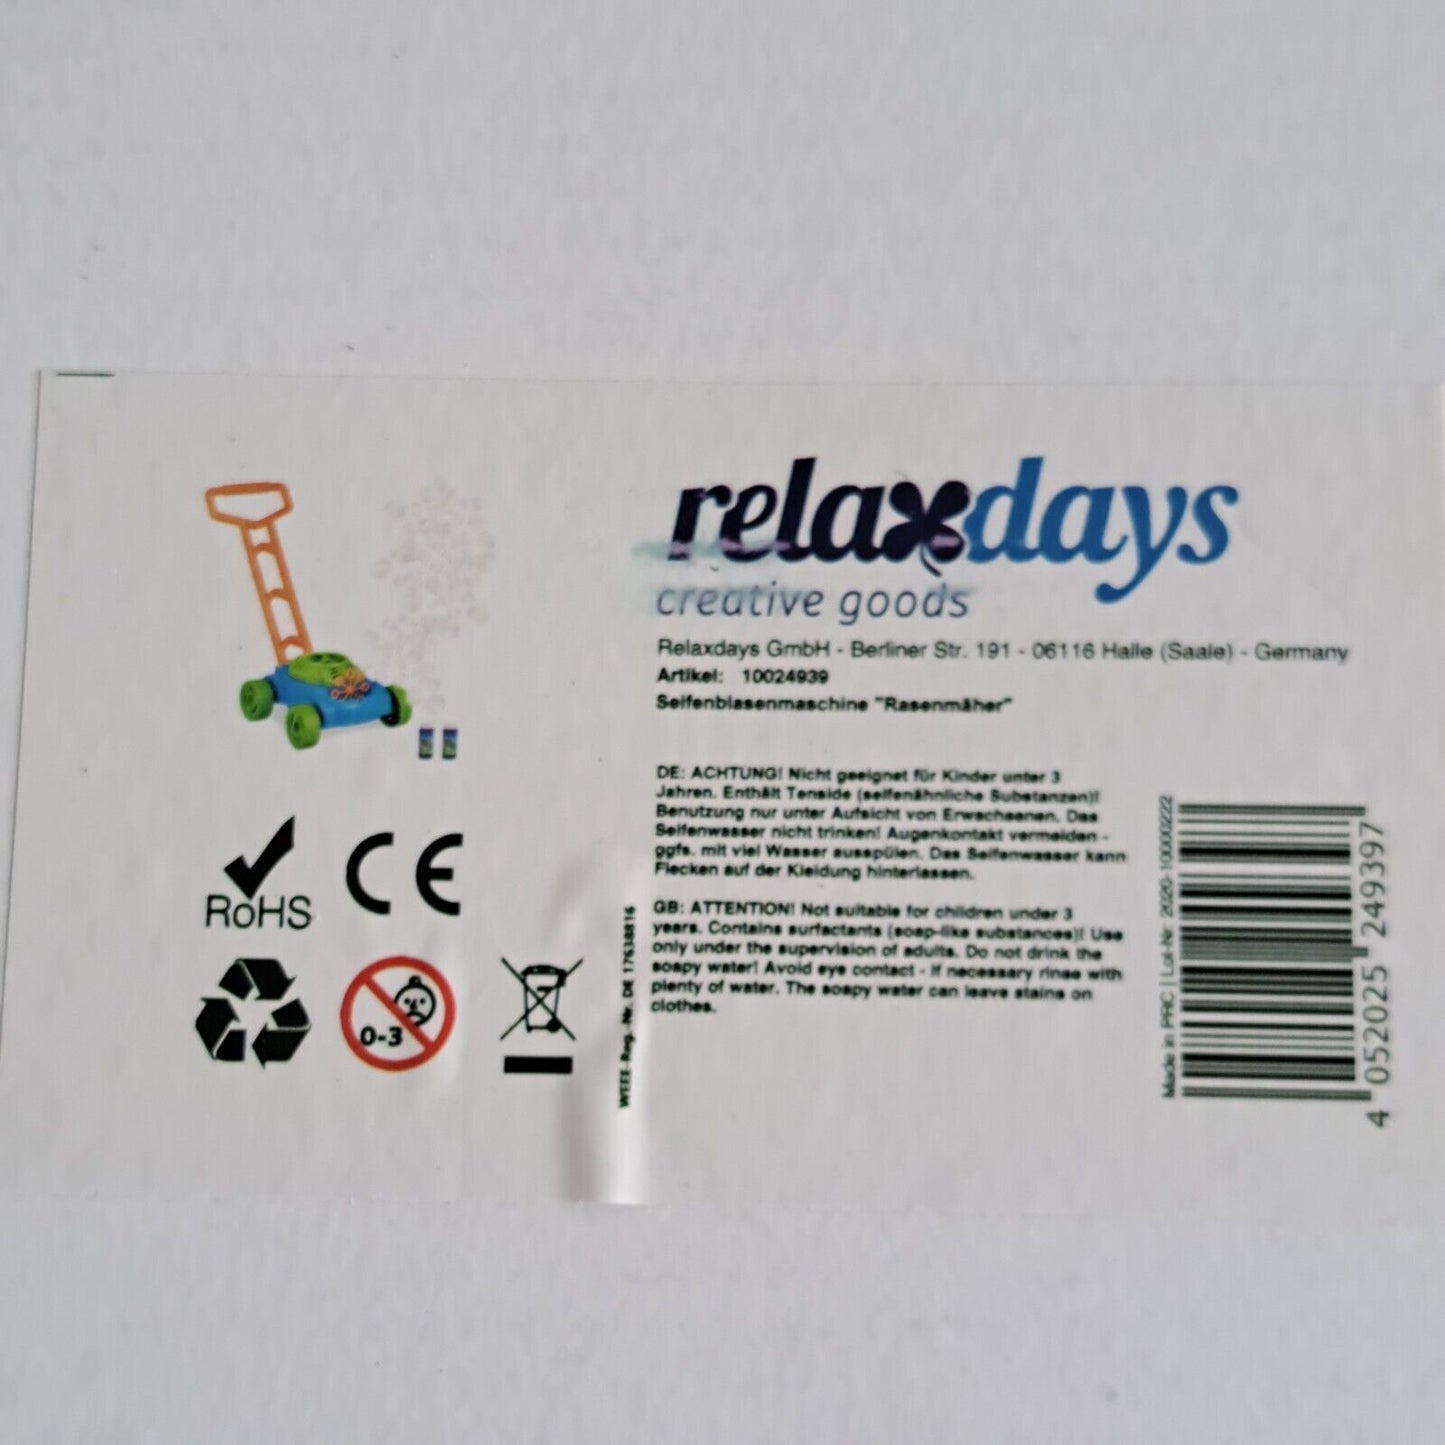 relaxdays
creative goods
Relaxdays GmbH - Berliner Str. 191 - 06116 Halle (Saale) - Germany
Artikel: 10024939
Seifenblasenmaschine "Rasenmäher"
DE: ACHTUNG! Nicht geeignet für Kinder unter 3
Jahren. Enthält Tenside (seifenähnliche Substanzen)!
Benutzung nur unter Aufsicht von Erwachsenen. Das
Seifenwasser nicht trinken! Augenkontakt vermeiden -
ggfs. mit viel Wasser ausspülen. Das Seifenwasser kann
Flecken auf der Kleidung hinterlassen.
GB: ATTENTION! Not suitable for children under 3
years. Contains surfactants (soap-like substances)! Use
only under the supervision of adults. Do not drink the
soapy water! Avoid eye contact - if necessary rinse with
plenty of water. The soapy water can leave stains on
clothes.
RoHS
CE
0-3
WEEE-Reg.-Nr. DE 17638816
Made in PRC | Lot-Nr. 2020-10000222
4 052025 249397